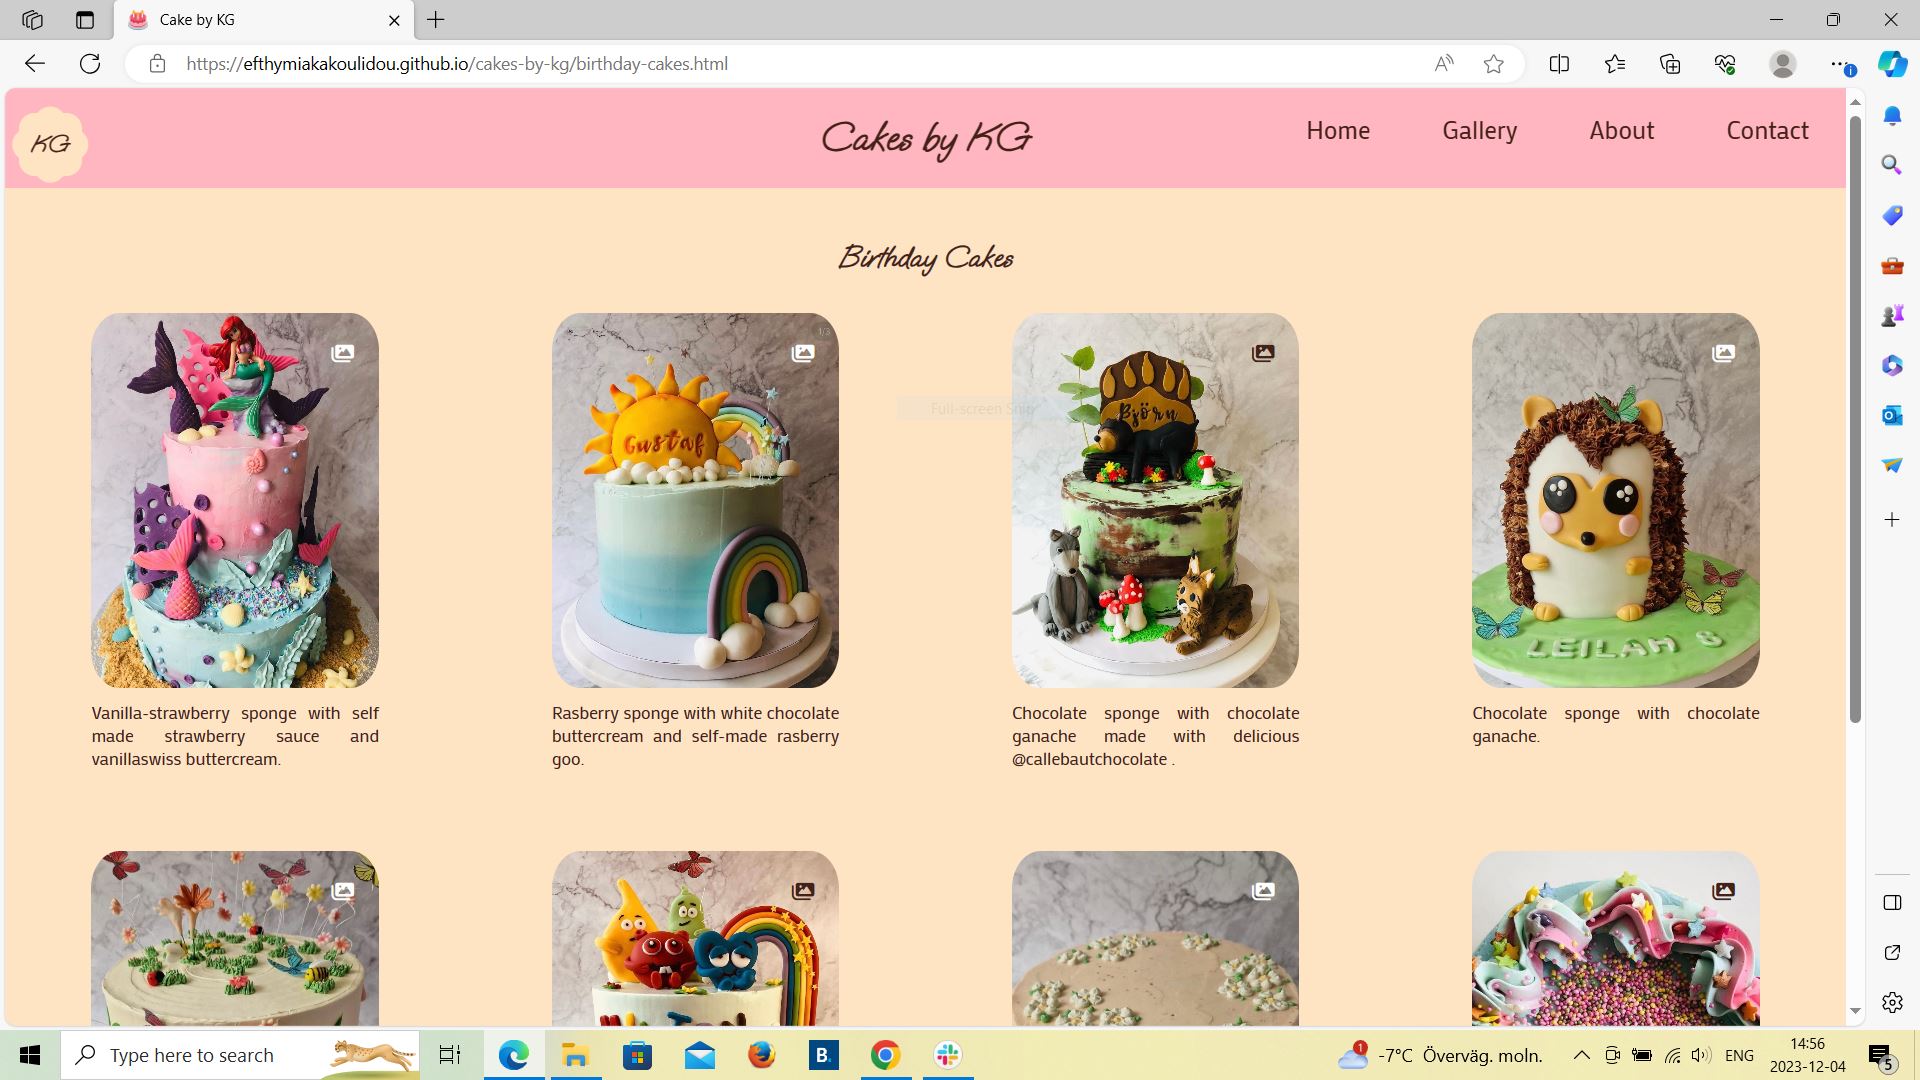 Cake by KG
https://efthymiakakoulidou.github.io/cakes-by-kg/birthday-cakes.html
KG
Cakes by KG
Home
Gallery
About
Contact
Birthday Cakes
1/3
Gustaf
Full-screen Snip
Björn
LEILAH 8
Vanilla-strawberry sponge with self
made strawberry sauce and
vanillaswiss buttercream.
Rasberry sponge with white chocolate
buttercream and self-made rasberry
goo.
Chocolate sponge with chocolate
ganache made with delicious
@callebautchocolate .
Chocolate sponge with chocolate
ganache.
Type here to search
B.
1
-7°C Överväg. moln.
ENG
14:56
2023-12-04
5